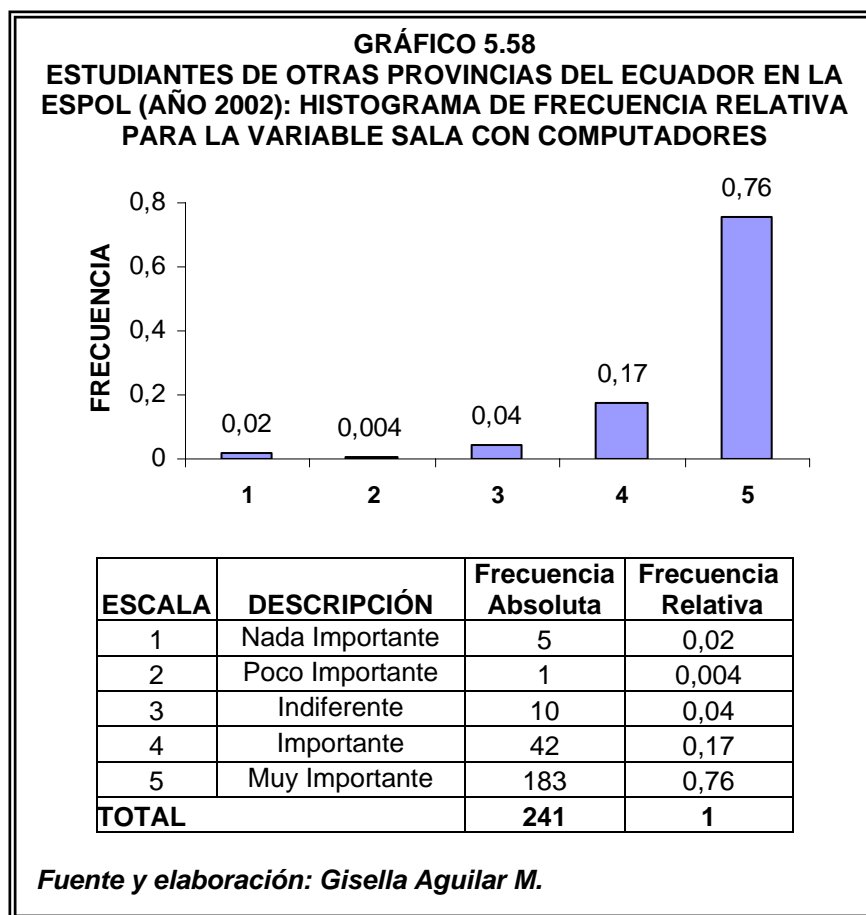 GRÁFICO 5.58
ESTUDIANTES DE OTRAS PROVINCIAS DEL ECUADOR EN LA
ESPOL (AÑO 2002): HISTOGRAMA DE FRECUENCIA RELATIVA
PARA LA VARIABLE SALA CON COMPUTADORES
FRECUENCIA
0,8
0,6
0,4
0,2
0
0,02
0,004
0,04
0,17
0,76
1 2 3 4 5
ESCALA DESCRIPCIÓN Frecuencia Absoluta Frecuencia Relativa
1 Nada Importante 5 0,02
2 Poco Importante 1 0,004
3 Indiferente 10 0,04
4 Importante 42 0,17
5 Muy Importante 183 0,76
TOTAL 241 1
Fuente y elaboración: Gisella Aguilar M.